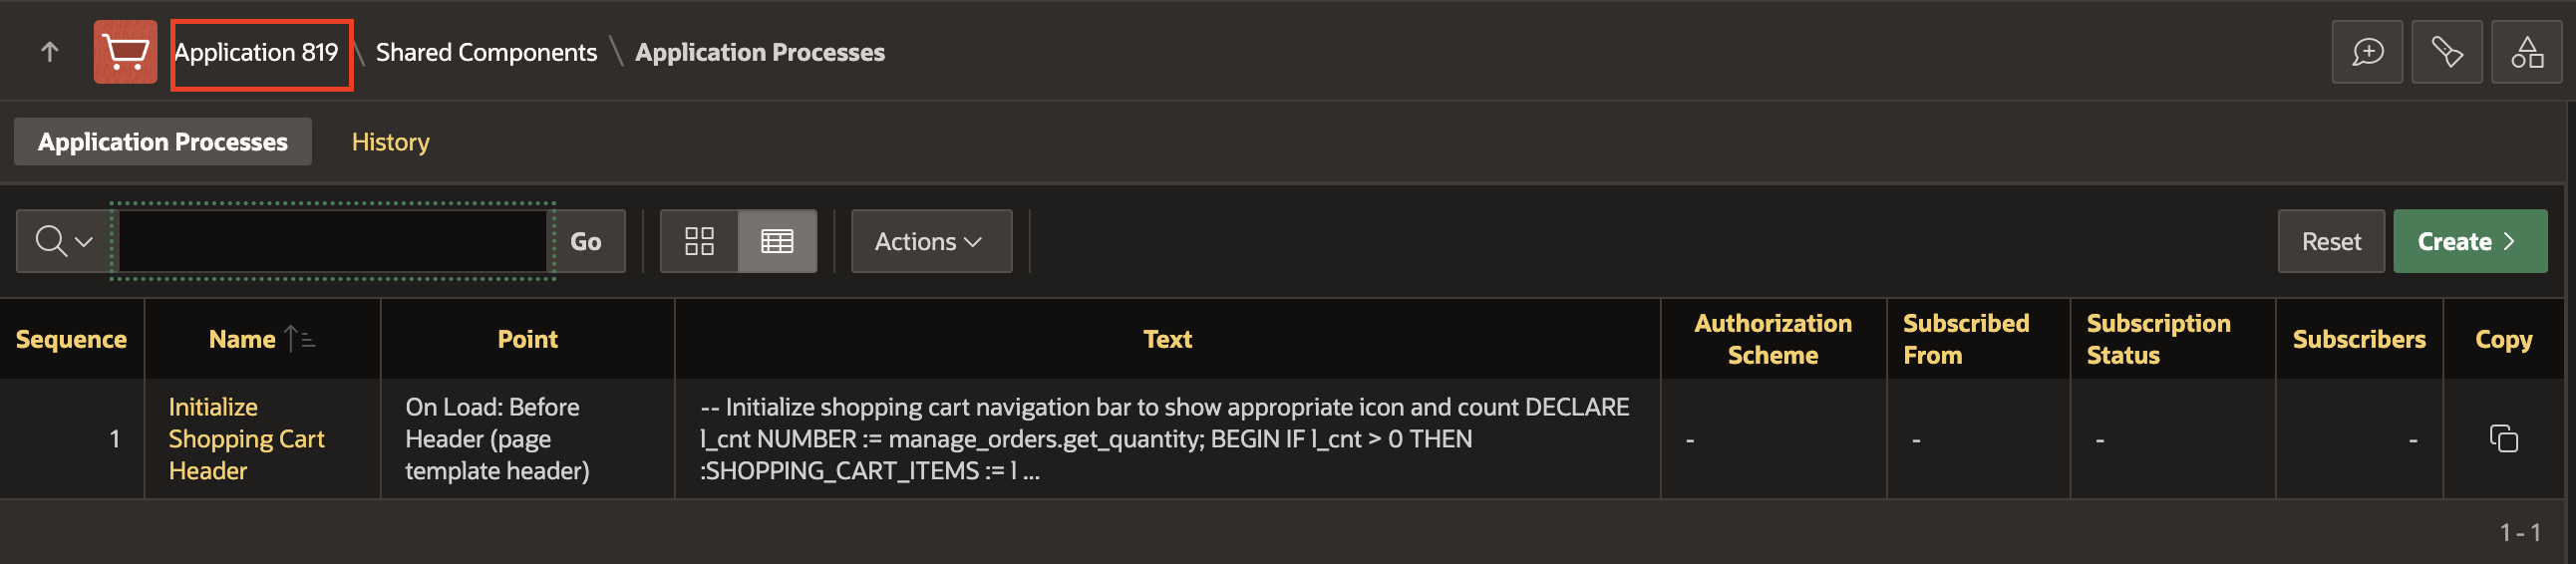 Application 819 \ Shared Components \ Application Processes
Application Processes History
Go Actions Reset Create
Sequence Name Point Text Authorization Scheme Subscribed From Subscription Status Subscribers Copy
1
Initialize
Shopping Cart
Header
On Load: Before
Header (page
template header)
-- Initialize shopping cart navigation bar to show appropriate icon and count DECLARE
l_cnt NUMBER := manage_orders.get_quantity; BEGIN IF l_cnt > 0 THEN
:SHOPPING_CART_ITEMS := l ...
- - - -
1 - 1